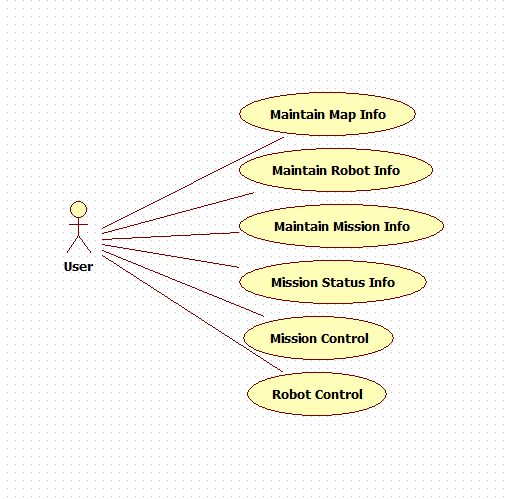 Maintain Map Info
Maintain Robot Info
Maintain Mission Info
User
Mission Status Info
Mission Control
Robot Control